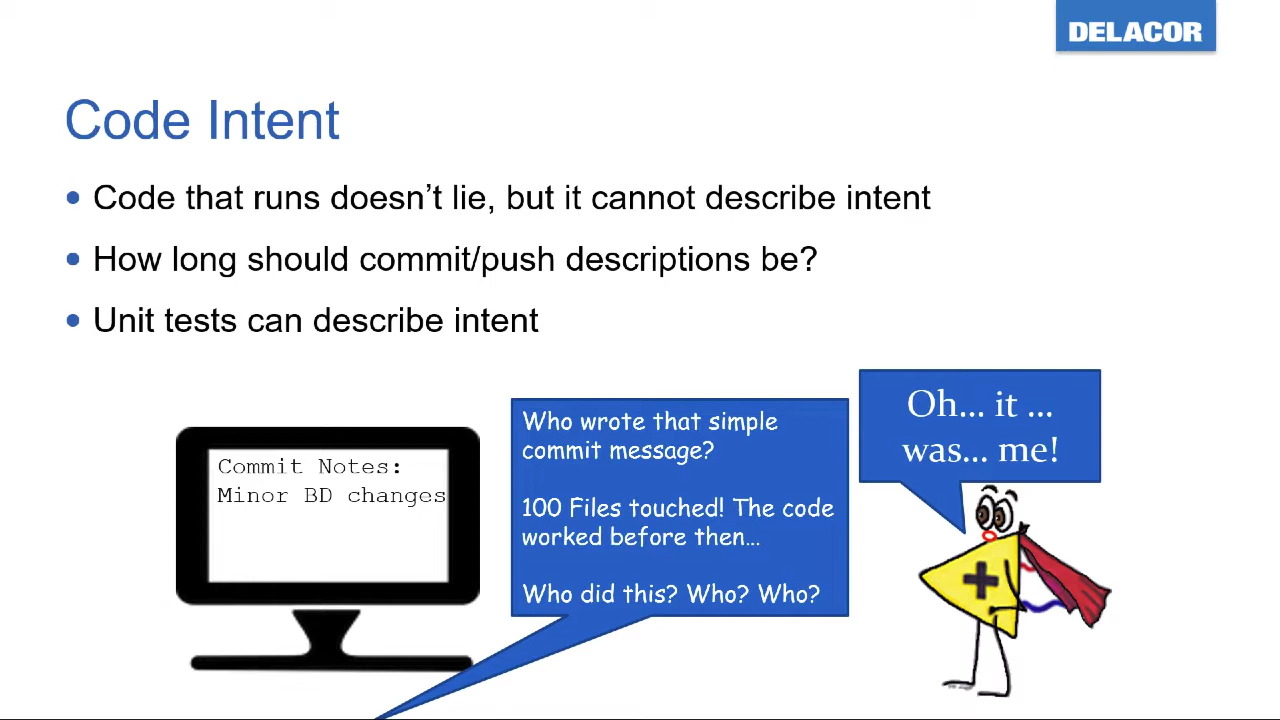 DELACOR
Code Intent
Code that runs doesn’t lie, but it cannot describe intent
How long should commit/push descriptions be?
Unit tests can describe intent
Commit Notes:
Minor BD changes
Who wrote that simple
commit message?
100 Files touched! The code
worked before then…
Who did this? Who? Who?
Oh… it …
was… me!